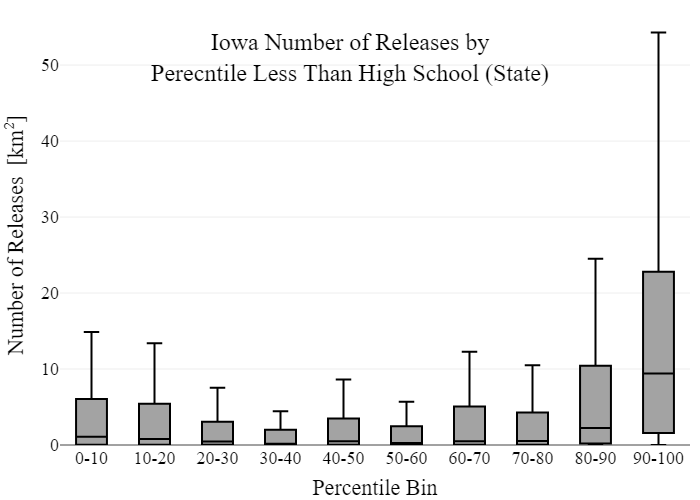 Iowa Number of Releases by
Perecntile Less Than High School (State)
Number of Releases [km²]
50
40
30
20
10
0
0-10 10-20 20-30 30-40 40-50 50-60 60-70 70-80 80-90 90-100
Percentile Bin